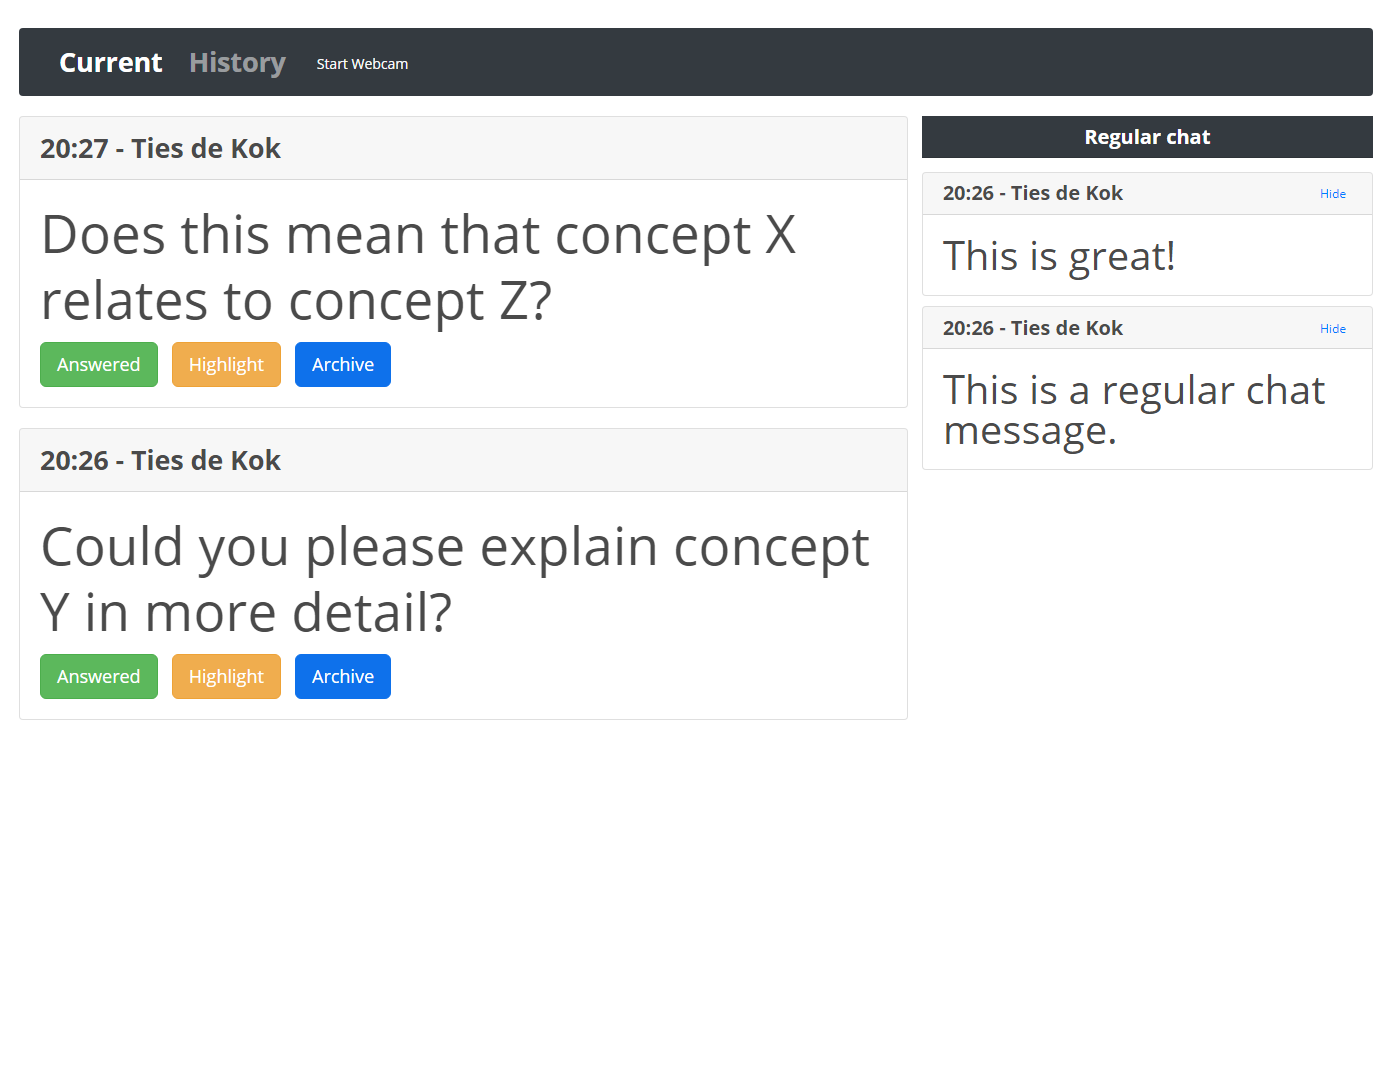 Current History Start Webcam
20:27 - Ties de Kok
Does this mean that concept X
relates to concept Z?
Answered Highlight Archive
20:26 - Ties de Kok
Could you please explain concept
Y in more detail?
Answered Highlight Archive
Regular chat
20:26 - Ties de Kok Hide
This is great!
20:26 - Ties de Kok Hide
This is a regular chat
message.